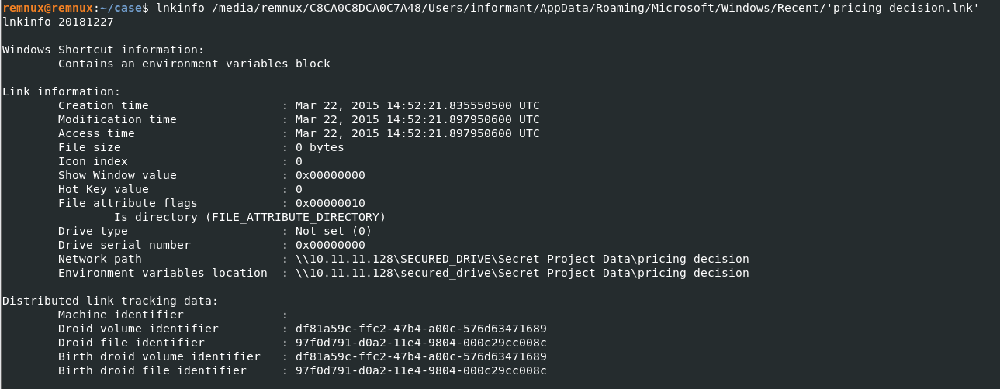 remnux@remnux:~/case$ lnkinfo /media/remnux/C8CA0C8DCA0C7A48/Users/informant/AppData/Roaming/Microsoft/Windows/Recent/'pricing decision.lnk'
lnkinfo 20181227
Windows Shortcut information:
Contains an environment variables block
Link information:
Creation time : Mar 22, 2015 14:52:21.835550500 UTC
Modification time : Mar 22, 2015 14:52:21.897950600 UTC
Access time : Mar 22, 2015 14:52:21.897950600 UTC
File size : 0 bytes
Icon index : 0
Show Window value : 0x00000000
Hot Key value : 0
File attribute flags : 0x00000010
Is directory (FILE_ATTRIBUTE_DIRECTORY)
Drive type : Not set (0)
Drive serial number : 0x00000000
Network path : \\10.11.11.128\SECURED_DRIVE\Secret Project Data\pricing decision
Environment variables location : \\10.11.11.128\secured_drive\Secret Project Data\pricing decision
Distributed link tracking data:
Machine identifier :
Droid volume identifier : df81a59c-ffc2-47b4-a00c-576d63471689
Droid file identifier : 97f0d791-d0a2-11e4-9804-000c29cc008c
Birth droid volume identifier : df81a59c-ffc2-47b4-a00c-576d63471689
Birth droid file identifier : 97f0d791-d0a2-11e4-9804-000c29cc008c